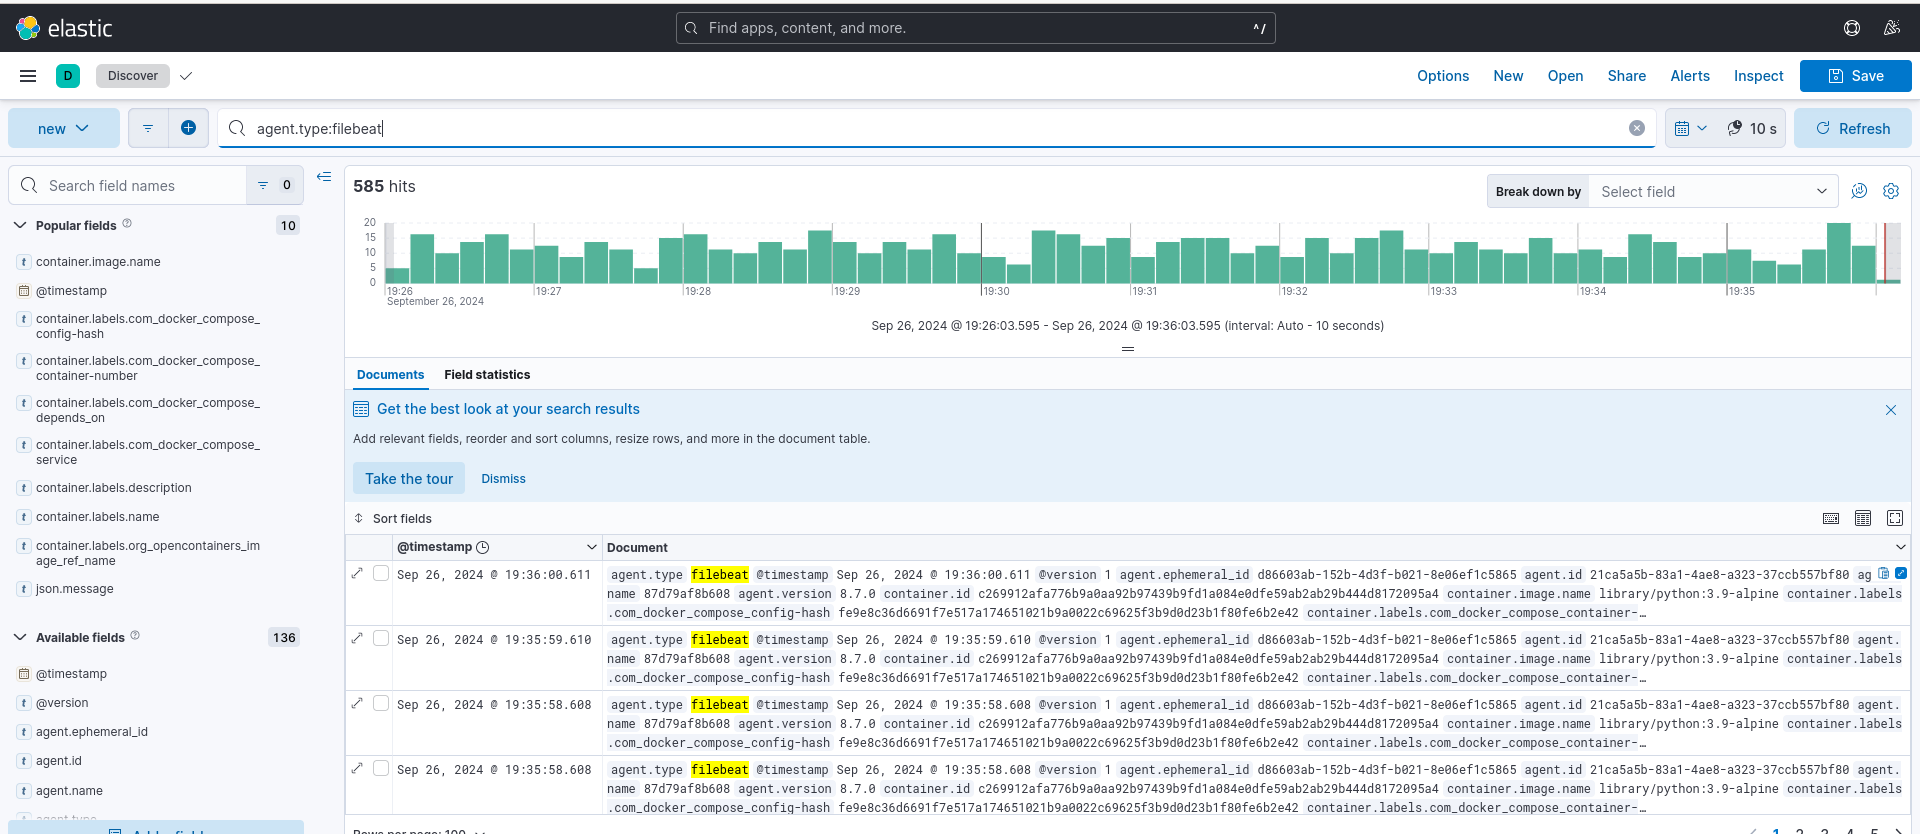 elastic
Find apps, content, and more.
^/
D
Discover
Options
New
Open
Share
Alerts
Inspect
Save
new
agent.type:filebeat
10 s
Refresh
Search field names
0
585 hits
Break down by
Select field
Popular fields
10
container.image.name
@timestamp
container.labels.com_docker_compose_
config-hash
container.labels.com_docker_compose_
container-number
container.labels.com_docker_compose_
depends_on
container.labels.com_docker_compose_
service
container.labels.description
container.labels.name
container.labels.org_opencontainers_im
age_ref_name
json.message
Available fields
136
@timestamp
@version
agent.ephemeral_id
agent.id
agent.name
agent.type
20
15
10
5
0
19:26
September 26, 2024
19:27
19:28
19:29
19:30
19:31
19:32
19:33
19:34
19:35
Sep 26, 2024 @ 19:26:03.595 - Sep 26, 2024 @ 19:36:03.595 (interval: Auto - 10 seconds)
Documents
Field statistics
Get the best look at your search results
Add relevant fields, reorder and sort columns, resize rows, and more in the document table.
Take the tour
Dismiss
Sort fields
@timestamp
Document
Sep 26, 2024 @ 19:36:00.611
agent.type filebeat @timestamp Sep 26, 2024 @ 19:36:00.611 @version 1 agent.ephemeral_id d86603ab-152b-4d3f-b021-8e06ef1c5865 agent.id 21ca5a5b-83a1-4ae8-a323-37ccb557bf80 ag
name 87d79af8b608 agent.version 8.7.0 container.id c269912afa776b9a0aa92b97439b9fd1a084e0dfe59ab2ab29b444d8172095a4 container.image.name library/python:3.9-alpine container.labels
.com_docker_compose_config-hash fe9e8c36d6691f7e517a174651021b9a0022c69625f3b9d0d23b1f80fe6b2e42 container.labels.com_docker_compose_container-…
Sep 26, 2024 @ 19:35:59.610
agent.type filebeat @timestamp Sep 26, 2024 @ 19:35:59.610 @version 1 agent.ephemeral_id d86603ab-152b-4d3f-b021-8e06ef1c5865 agent.id 21ca5a5b-83a1-4ae8-a323-37ccb557bf80 agent.
name 87d79af8b608 agent.version 8.7.0 container.id c269912afa776b9a0aa92b97439b9fd1a084e0dfe59ab2ab29b444d8172095a4 container.image.name library/python:3.9-alpine container.labels
.com_docker_compose_config-hash fe9e8c36d6691f7e517a174651021b9a0022c69625f3b9d0d23b1f80fe6b2e42 container.labels.com_docker_compose_container-…
Sep 26, 2024 @ 19:35:58.608
agent.type filebeat @timestamp Sep 26, 2024 @ 19:35:58.608 @version 1 agent.ephemeral_id d86603ab-152b-4d3f-b021-8e06ef1c5865 agent.id 21ca5a5b-83a1-4ae8-a323-37ccb557bf80 agent.
name 87d79af8b608 agent.version 8.7.0 container.id c269912afa776b9a0aa92b97439b9fd1a084e0dfe59ab2ab29b444d8172095a4 container.image.name library/python:3.9-alpine container.labels
.com_docker_compose_config-hash fe9e8c36d6691f7e517a174651021b9a0022c69625f3b9d0d23b1f80fe6b2e42 container.labels.com_docker_compose_container-…
Sep 26, 2024 @ 19:35:58.608
agent.type filebeat @timestamp Sep 26, 2024 @ 19:35:58.608 @version 1 agent.ephemeral_id d86603ab-152b-4d3f-b021-8e06ef1c5865 agent.id 21ca5a5b-83a1-4ae8-a323-37ccb557bf80 agent.
name 87d79af8b608 agent.version 8.7.0 container.id c269912afa776b9a0aa92b97439b9fd1a084e0dfe59ab2ab29b444d8172095a4 container.image.name library/python:3.9-alpine container.labels
.com_docker_compose_config-hash fe9e8c36d6691f7e517a174651021b9a0022c69625f3b9d0d23b1f80fe6b2e42 container.labels.com_docker_compose_container-…
Rows per page: 100
1 2 3 4 5